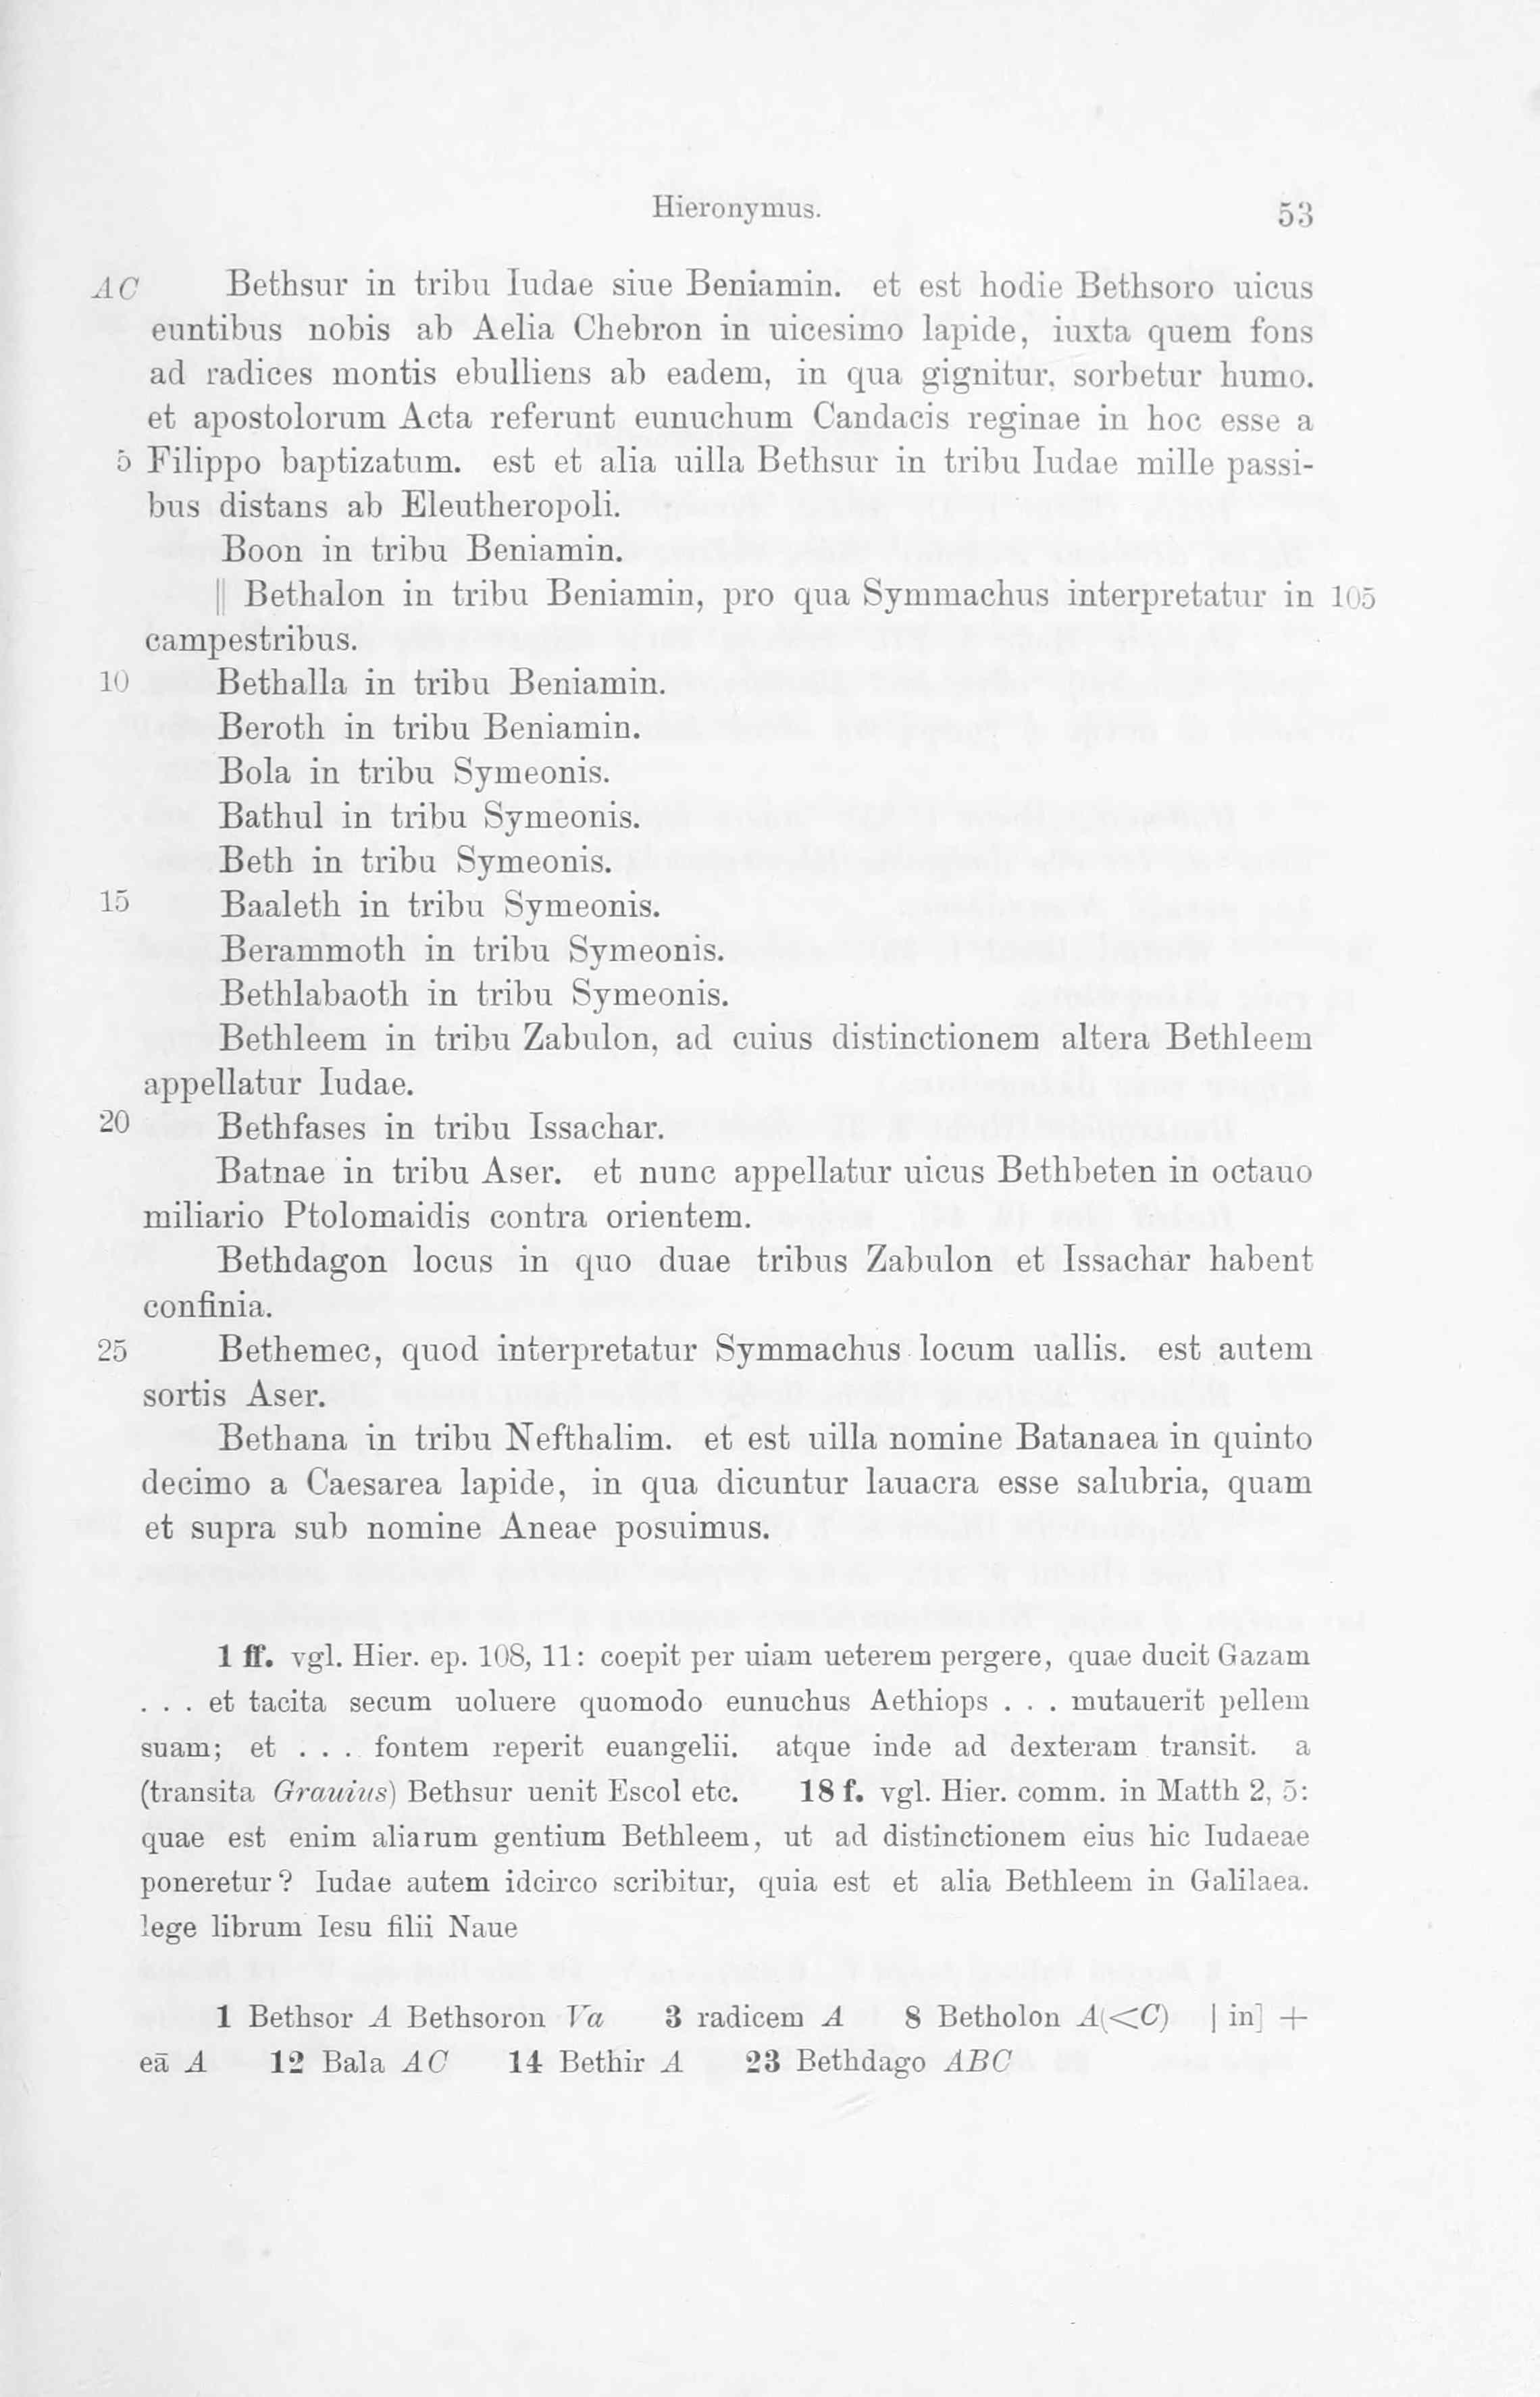 Hieronymus. 53
AC Bethsur in tribu Iudae siue Beniamin. et est hodie Bethsoro uicus
euntibus nobis ab Aelia Chebron in uicesimo lapide, iuxta quem fons
ad radices montis ebulliens ab eadem, in qua gignitur, sorbetur humo.
et apostolorum Acta referunt eunuchum Candacis reginae in hoc esse a
5 Filippo baptizatum. est et alia uilla Bethsur in tribu Iudae mille passi-
bus distans ab Eleutheropoli.
Boon in tribu Beniamin.
|| Bethalon in tribu Beniamin, pro qua Symmachus interpretatur in 105
campestribus.
10 Bethalla in tribu Beniamin.
Beroth in tribu Beniamin.
Bola in tribu Symeonis.
Bathul in tribu Symeonis.
Beth in tribu Symeonis.
15 Baaleth in tribu Symeonis.
Berammoth in tribu Symeonis.
Bethlabaoth in tribu Symeonis.
Bethleem in tribu Zabulon, ad cuius distinctionem altera Bethleem
appellatur Iudae.
20 Bethfases in tribu Issachar.
Batnae in tribu Aser. et nunc appellatur uicus Bethbeten in octauo
miliario Ptolomaidis contra orientem.
Bethdagon locus in quo duae tribus Zabulon et Issachar habent
confinia.
25 Bethemec, quod interpretatur Symmachus locum uallis. est autem
sortis Aser.
Bethana in tribu Nefthalim. et est uilla nomine Batanaea in quinto
decimo a Caesarea lapide, in qua dicuntur lauacra esse salubria, quam
et supra sub nomine Aneae posuimus.
1 ff. vgl. Hier. ep. 108, 11: coepit per uiam ueterem pergere, quae ducit Gazam
. . . et tacita secum uoluere quomodo eunuchus Aethiops . . . mutauerit pellem
suam; et . . . fontem reperit euangelii. atque inde ad dexteram transit. a
(transita Grauius) Bethsur uenit Escol etc. 18 f. vgl. Hier. comm. in Matth 2, 5:
quae est enim aliarum gentium Bethleem, ut ad distinctionem eius hic Iudaeae
poneretur? Iudae autem idcirco scribitur, quia est et alia Bethleem in Galilaea.
lege librum Iesu filii Naue
1 Bethsor A Bethsoron Va 3 radicem A 8 Betholon A(<C) | in] +
eā A 12 Bala AC 14 Bethir A 23 Bethdago ABC